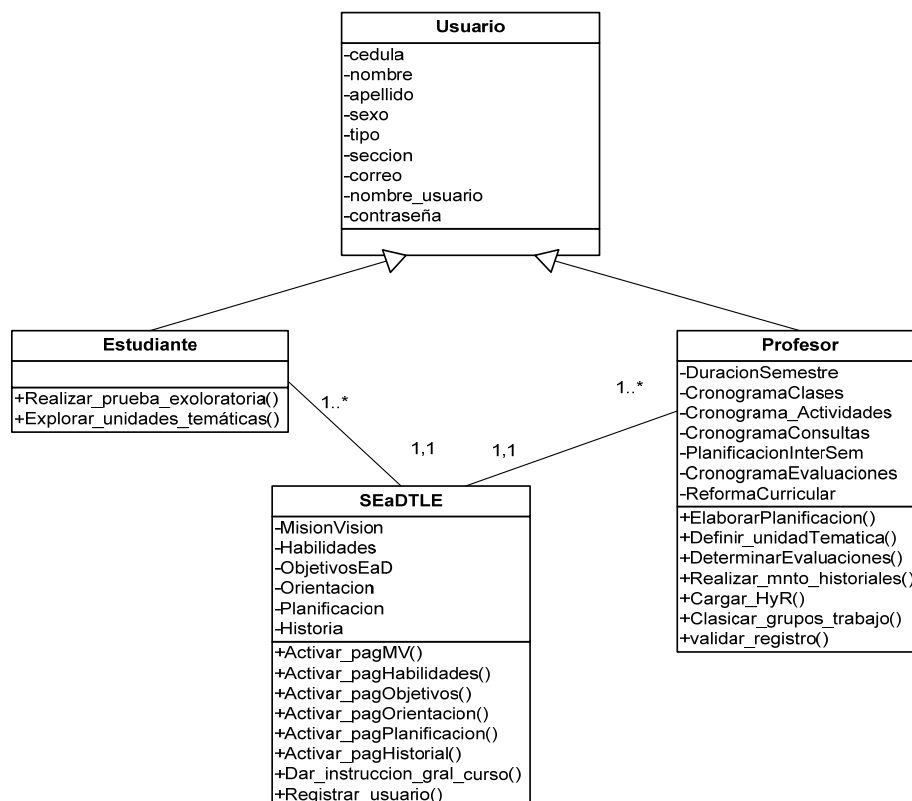 Usuario
-cedula
-nombre
-apellido
-sexo
-tipo
-seccion
-correo
-nombre_usuario
-contraseña
Estudiante
+Realizar_prueba_exoloratoria()
+Explorar_unidades_temáticas()
Profesor
-DuracionSemestre
-CronogramaClases
-Cronograma_Actividades
-CronogramaConsultas
-PlanificacionInterSem
-CronogramaEvaluaciones
-ReformaCurricular
+ElaborarPlanificacion()
+Definir_unidadTematica()
+DeterminarEvaluaciones()
+Realizar_mnto_historiales()
+Cargar_HyR()
+Clasicar_grupos_trabajo()
+validar_registro()
1..*
1..*
1,1
1,1
SEaDTLE
-MisionVision
-Habilidades
-ObjetivosEaD
-Orientacion
-Planificacion
-Historia
+Activar_pagMV()
+Activar_pagHabilidades()
+Activar_pagObjetivos()
+Activar_pagOrientacion()
+Activar_pagPlanificacion()
+Activar_pagHistorial()
+Dar_instruccion_gral_curso()
+Registrar_usuario()